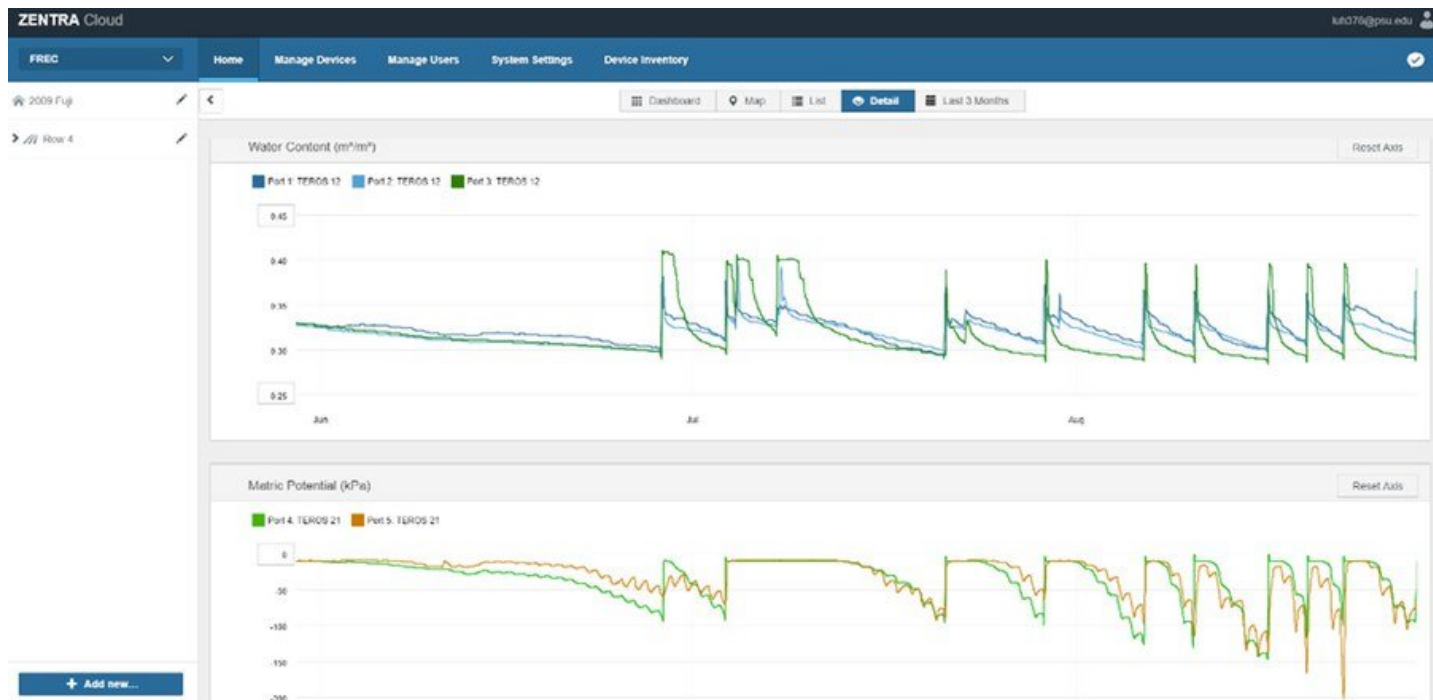 ZENTRA Cloud
luh378@psu.edu
FREC
Home Manage Devices Manage Users System Settings Device Inventory
2009 Fuji
Dashboard Map List Detail Last 3 Months
Row 4
Water Content (m³/m³)
Reset Axis
Port 1: TEROS 12 Port 2: TEROS 12 Port 3: TEROS 12
0.45
0.40
0.35
0.30
0.25
Jun Jul Aug
Matric Potential (kPa)
Reset Axis
Port 4: TEROS 21 Port 5: TEROS 21
0
-50
-100
-150
-200
+ Add new...